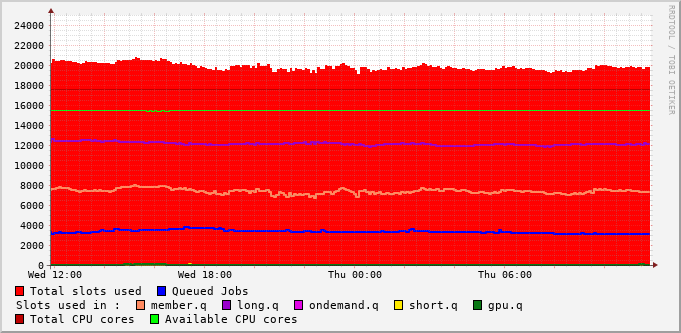 RRDTOOL / TOBI OETIKER
24000
22000
20000
18000
16000
14000
12000
10000
8000
6000
4000
2000
0
Wed 12:00 Wed 18:00 Thu 00:00 Thu 06:00
Total slots used Queued Jobs
Slots used in : member.q long.q ondemand.q short.q gpu.q
Total CPU cores Available CPU cores